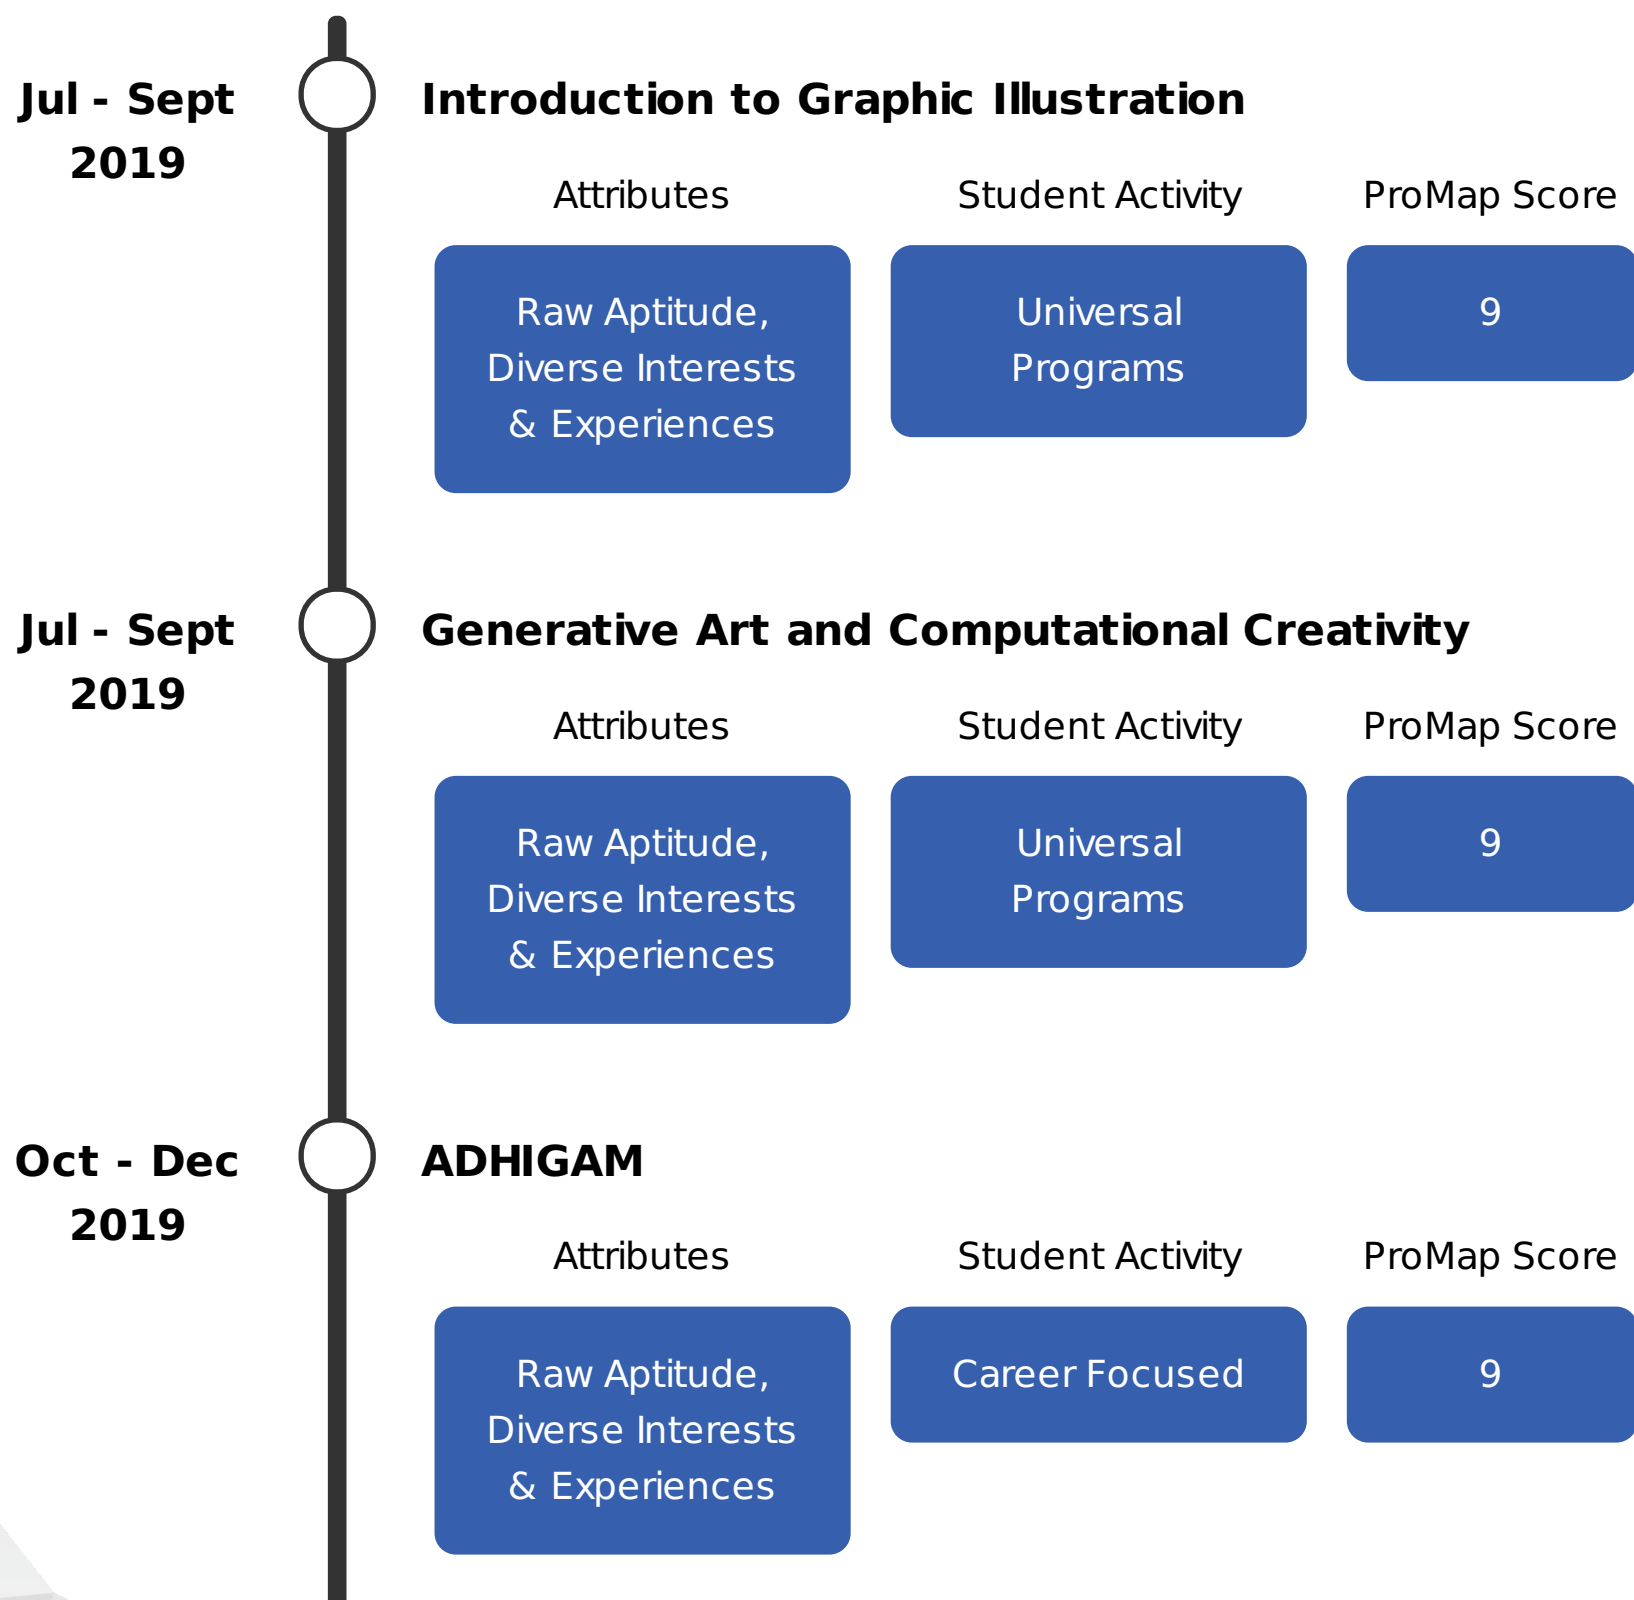 Jul - Sept
2019
Introduction to Graphic Illustration
Attributes
Student Activity
ProMap Score
Raw Aptitude,
Diverse Interests
& Experiences
Universal
Programs
9
Jul - Sept
2019
Generative Art and Computational Creativity
Attributes
Student Activity
ProMap Score
Raw Aptitude,
Diverse Interests
& Experiences
Universal
Programs
9
Oct - Dec
2019
ADHIGAM
Attributes
Student Activity
ProMap Score
Raw Aptitude,
Diverse Interests
& Experiences
Career Focused
9